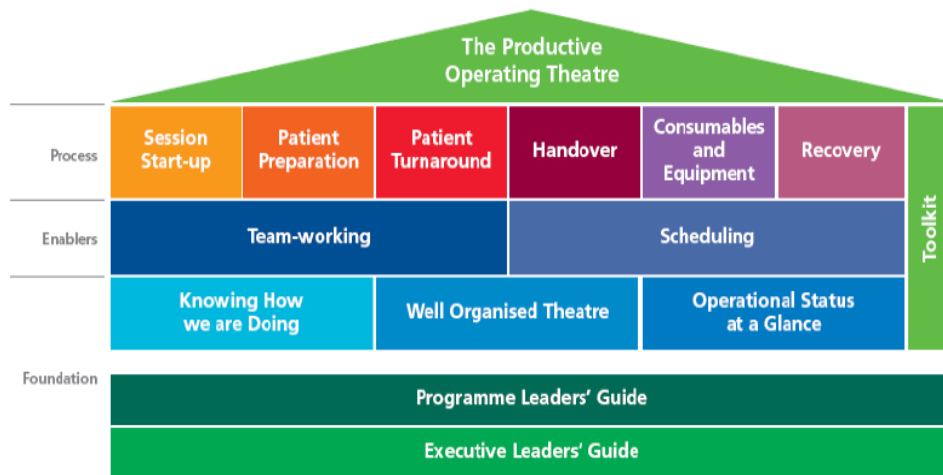 The Productive
Operating Theatre
Process
Session
Start-up
Patient
Preparation
Patient
Turnaround
Handover
Consumables
and
Equipment
Recovery
Toolkit
Enablers
Team-working
Scheduling
Knowing How
we are Doing
Well Organised Theatre
Operational Status
at a Glance
Foundation
Programme Leaders' Guide
Executive Leaders' Guide